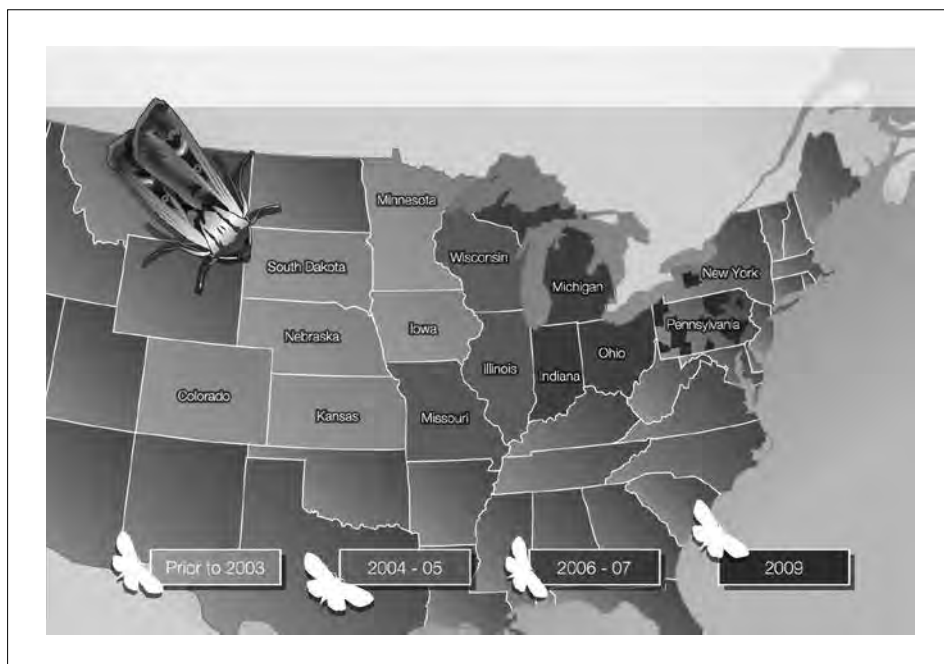 Minnesota
South Dakota
Wisconsin
Michigan
New York
Nebraska
Iowa
Pennsylvania
Colorado
Kansas
Missouri
Illinois
Indiana
Ohio
Prior to 2003
2004 - 05
2006 - 07
2009